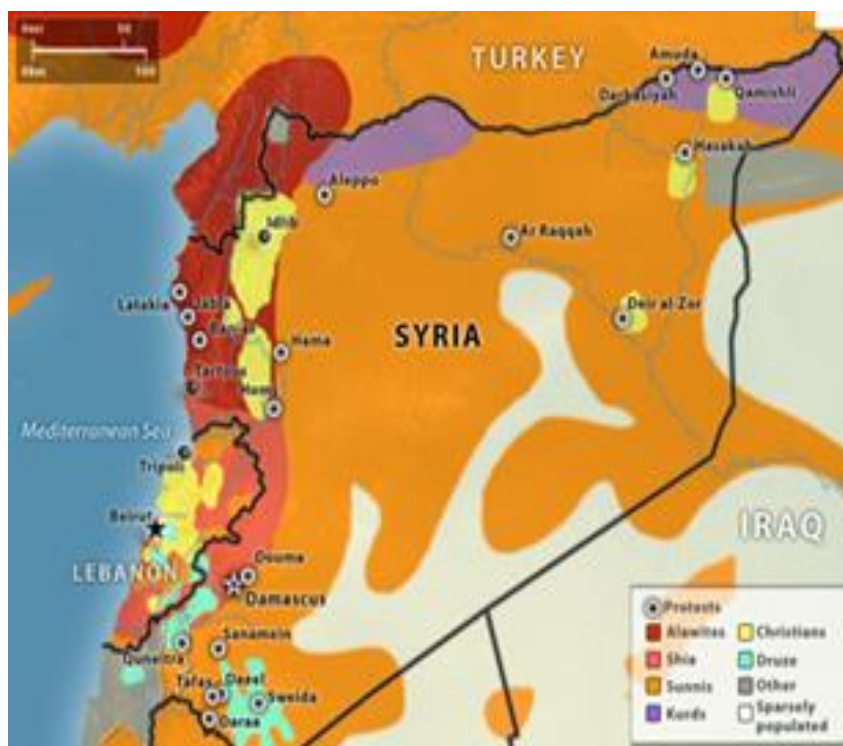 TURKEY
Amuda
Darbasiyah
Qamishli
Hasakah
Aleppo
Idlib
Ar Raqqah
Latakia
Jabla
Deir al Zor
Banias
SYRIA
Hama
Tartous
Homs
Mediterranean Sea
Tripoli
Beirut
IRAQ
LEBANON
Douma
Damascus
Sanamein
Quneitra
Tafas
Dael
Sweida
Daraa
Protests
Alawites
Christians
Shia
Druze
Sunnis
Other
Kurds
Sparsely
populated